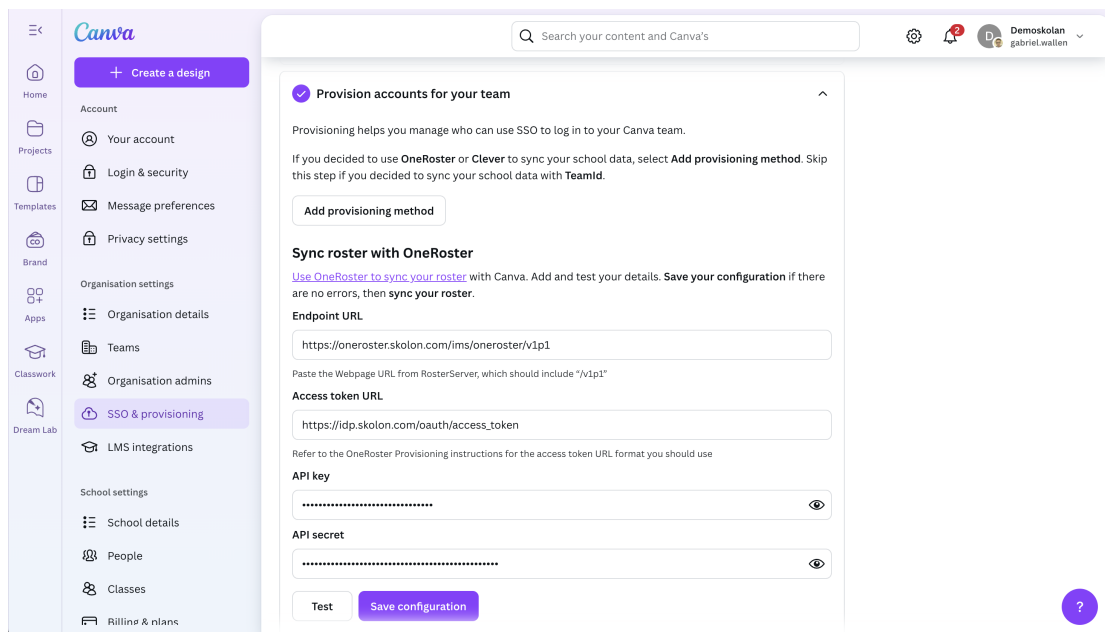 Canva
Search your content and Canva's
2
D
Demoskolan
gabriel.wallen
Home
Projects
Templates
Brand
CO
Apps
Classwork
Dream Lab
Create a design
Account
Your account
Login & security
Message preferences
Privacy settings
Organisation settings
Organisation details
Teams
Organisation admins
SSO & provisioning
LMS integrations
School settings
School details
People
Classes
Billing & plans
Provision accounts for your team
Provisioning helps you manage who can use SSO to log in to your Canva team.
If you decided to use OneRoster or Clever to sync your school data, select Add provisioning method. Skip
this step if you decided to sync your school data with TeamId.
Add provisioning method
Sync roster with OneRoster
Use OneRoster to sync your roster with Canva. Add and test your details. Save your configuration if there
are no errors, then sync your roster.
Endpoint URL
https://oneroster.skolon.com/ims/oneroster/v1p1
Paste the Webpage URL from RosterServer, which should include “/v1p1”
Access token URL
https://idp.skolon.com/oauth/access_token
Refer to the OneRoster Provisioning instructions for the access token URL format you should use
API key
API secret
Test
Save configuration
?